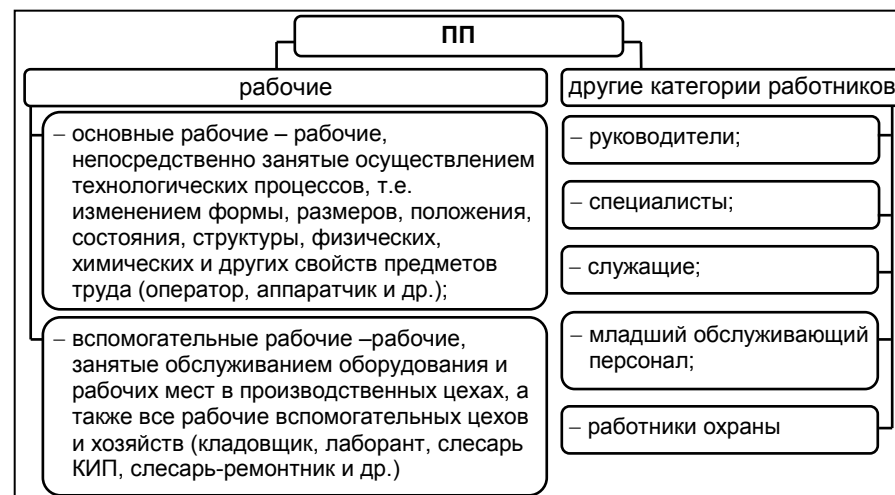 ПП
рабочие
− основные рабочие – рабочие,
непосредственно занятые осуществлением
технологических процессов, т.е.
изменением формы, размеров, положения,
состояния, структуры, физических,
химических и других свойств предметов
труда (оператор, аппаратчик и др.);
− вспомогательные рабочие –рабочие,
занятые обслуживанием оборудования и
рабочих мест в производственных цехах, а
также все рабочие вспомогательных цехов
и хозяйств (кладовщик, лаборант, слесарь
КИП, слесарь-ремонтник и др.)
другие категории работников
− руководители;
− специалисты;
− служащие;
− младший обслуживающий
персонал;
− работники охраны